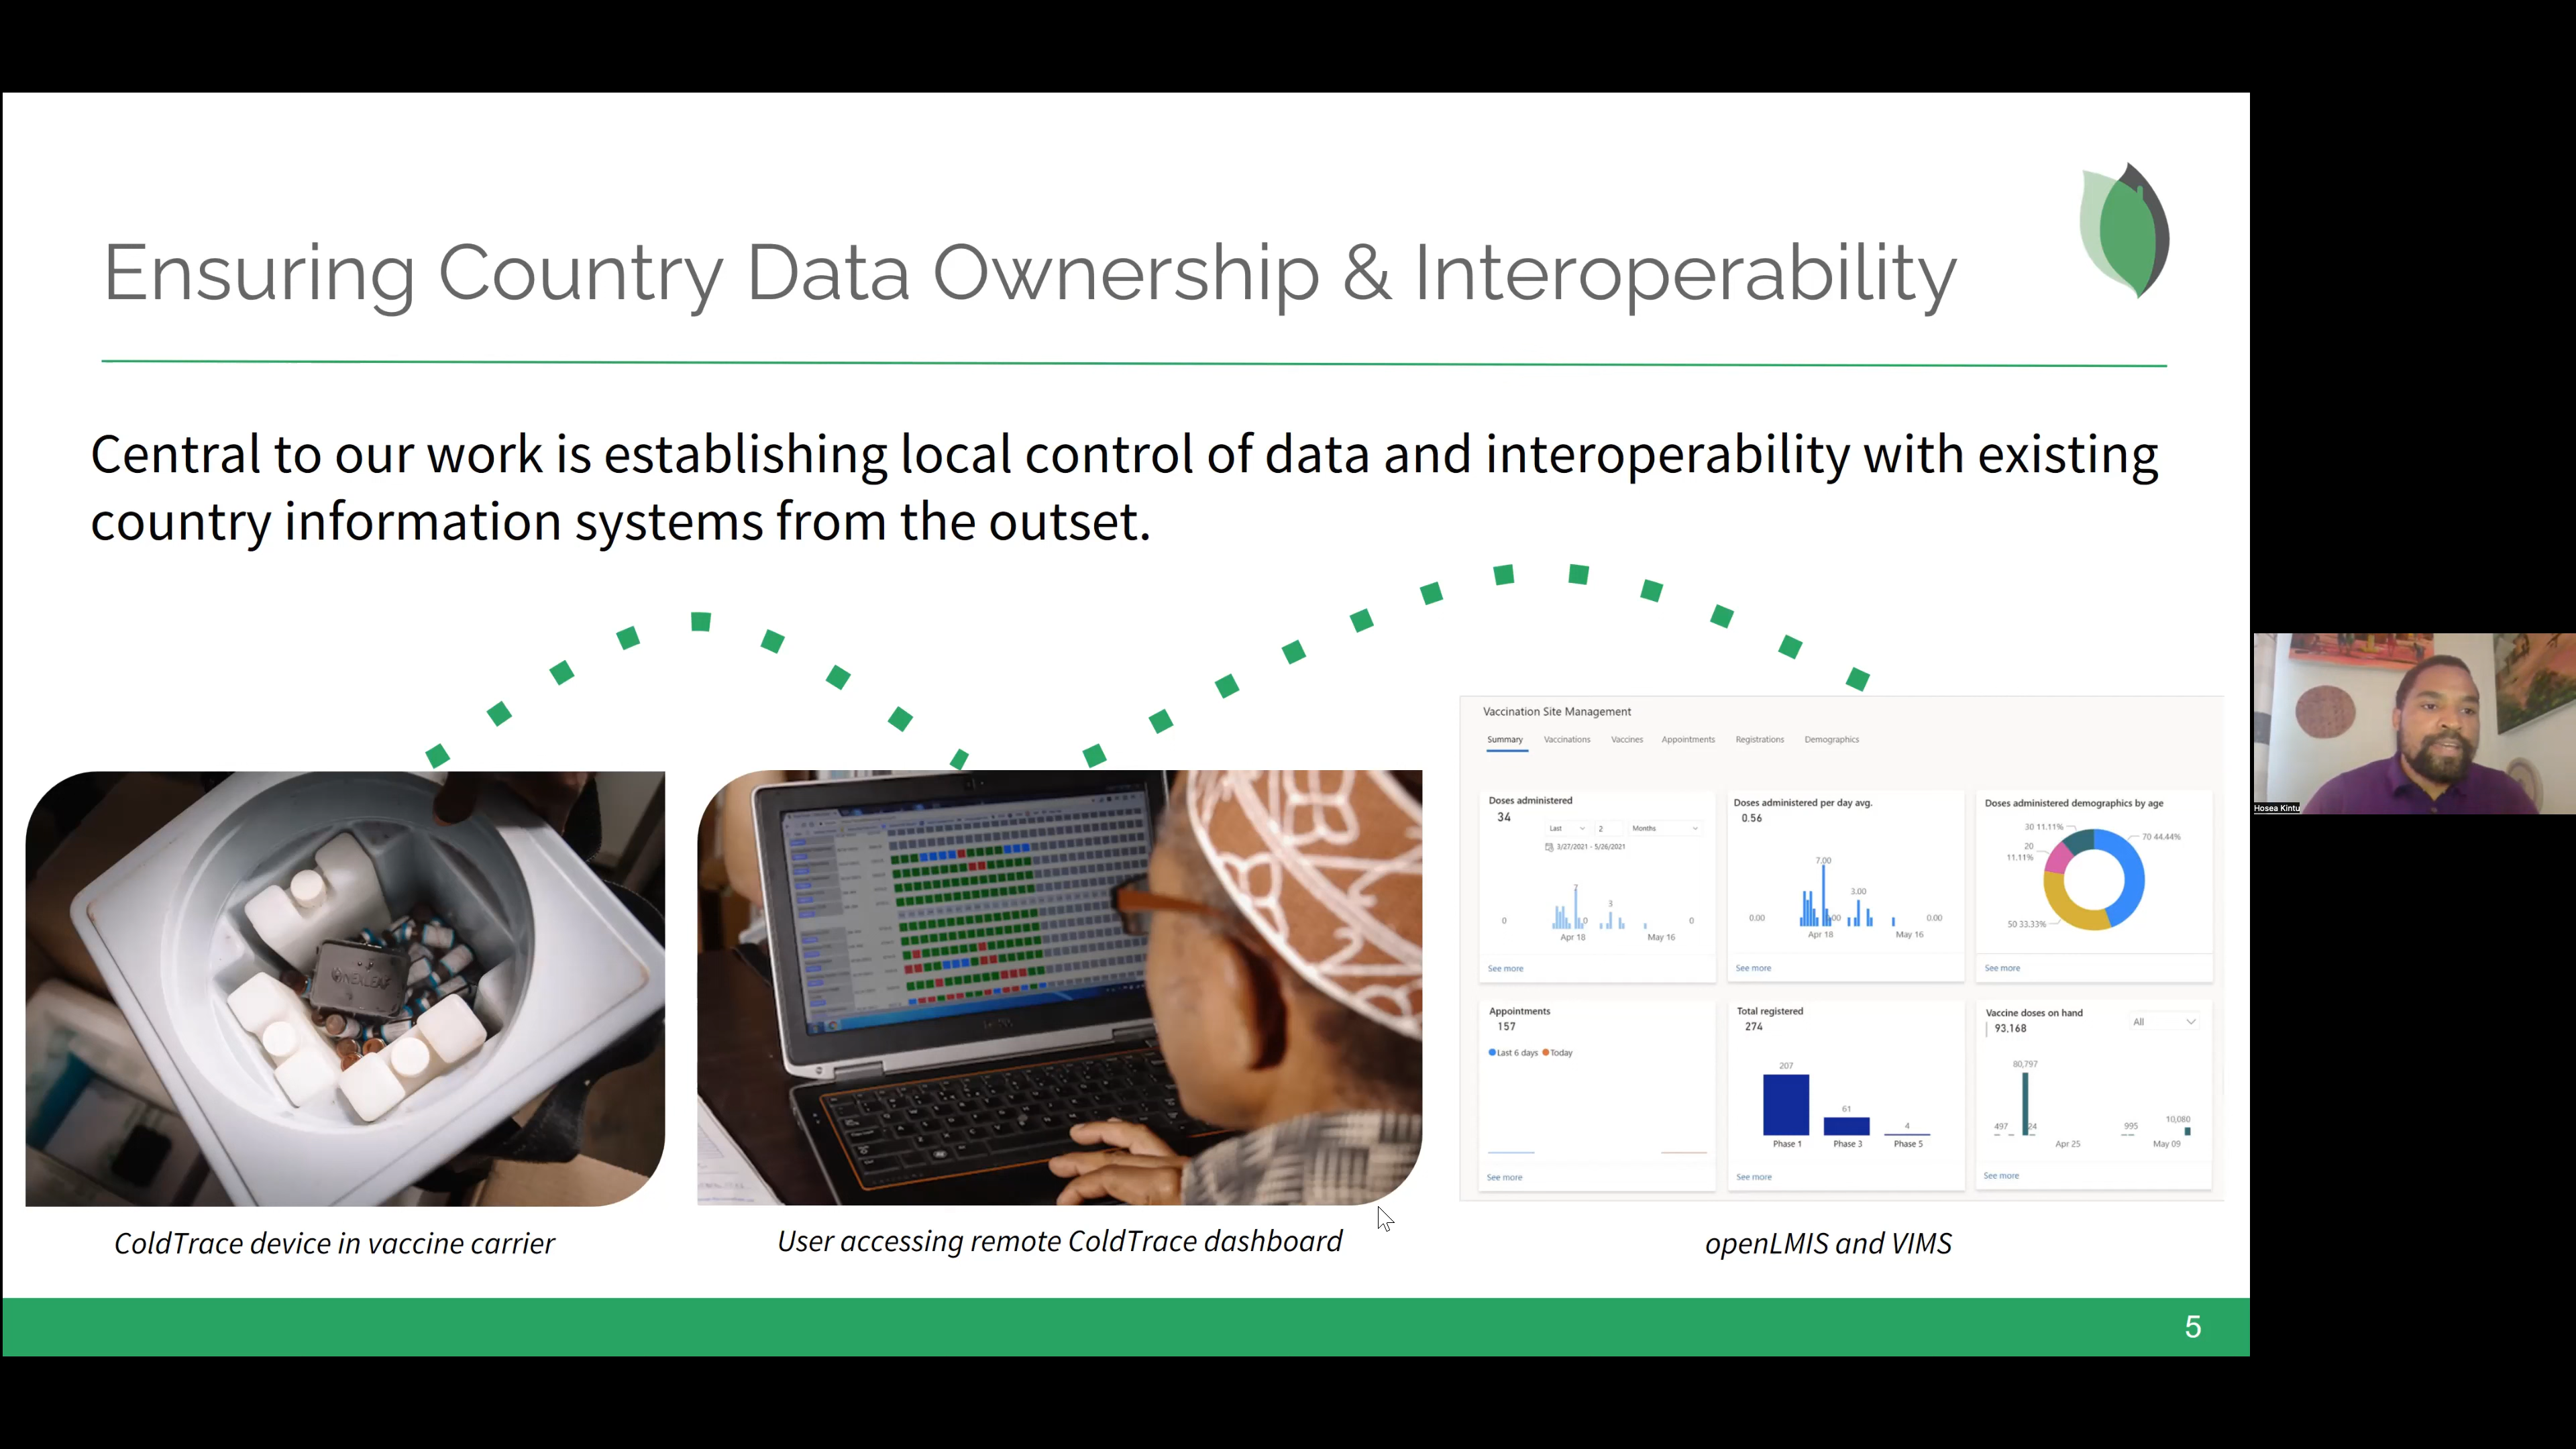 Ensuring Country Data Ownership & Interoperability
Central to our work is establishing local control of data and interoperability with existing
country information systems from the outset.
NEXLEAF
ColdTrace device in vaccine carrier
User accessing remote ColdTrace dashboard
Vaccination Site Management
Summary Vaccinations Vaccines Appointments Registrations Demographics
Doses administered
34
Last 2 Months
3/27/2021 - 5/26/2021
2
3
0 0 0
Apr 18 May 16
See more
Doses administered per day avg.
0.56
7.00
3.00
0.00 0.00
Apr 18 May 16
See more
Doses administered demographics by age
30 11.11%
70 44.44%
20
11.11%
50 33.33%
See more
Appointments
157
Last 6 days Today
See more
Total registered
274
207
61
4
Phase 1 Phase 3 Phase 5
See more
Vaccine doses on hand
93,168
All
80,797
10,080
497 24 995
Apr 25 May 09
See more
openLMIS and VIMS
5
Hosea Kintu